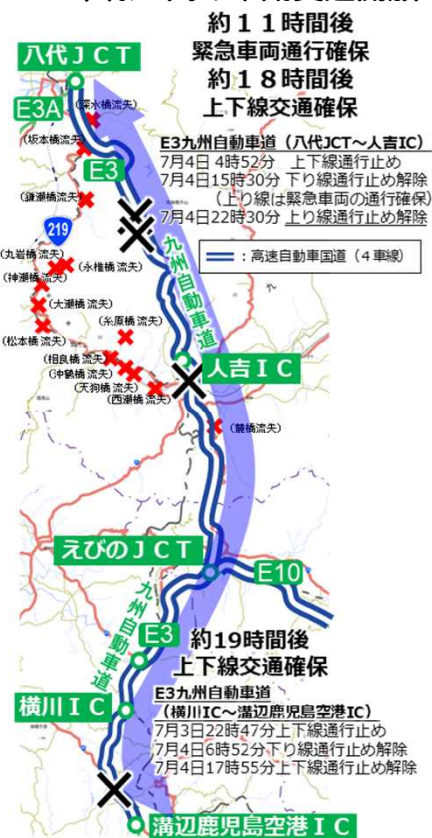 約１１時間後
緊急車両通行確保
約１８時間後
上下線交通確保
八代ＪＣＴ
E3A
(深水橋流失)
(坂本橋流失)
E3
E3九州自動車道（八代JCT～人吉IC）
7月4日 4時52分　上下線通行止め
7月4日15時30分 下り線通行止め解除
（上り線は緊急車両の通行確保）
7月4日22時30分 上り線通行止め解除
(鎌瀬橋流失)
219
：高速自動車国道（４車線）
九州自動車道
(丸岩橋流失)
(神瀬橋流失)
(大瀬橋流失)
(松本橋流失)
(糸原橋流失)
(相良橋流失)
(沖鶴橋流失)
(天狗橋流失)
(西瀬橋流失)
人吉ＩＣ
えびのＪＣＴ
E10
九州自動車道
E3
約19時間後
上下線交通確保
横川ＩＣ
E3九州自動車道
（横川IC～溝辺鹿児島空港IC）
7月3日22時47分上下線通行止め
7月4日6時52分下り線通行止め解除
7月4日17時55分上下線通行止め解除
溝辺鹿児島空港ＩＣ